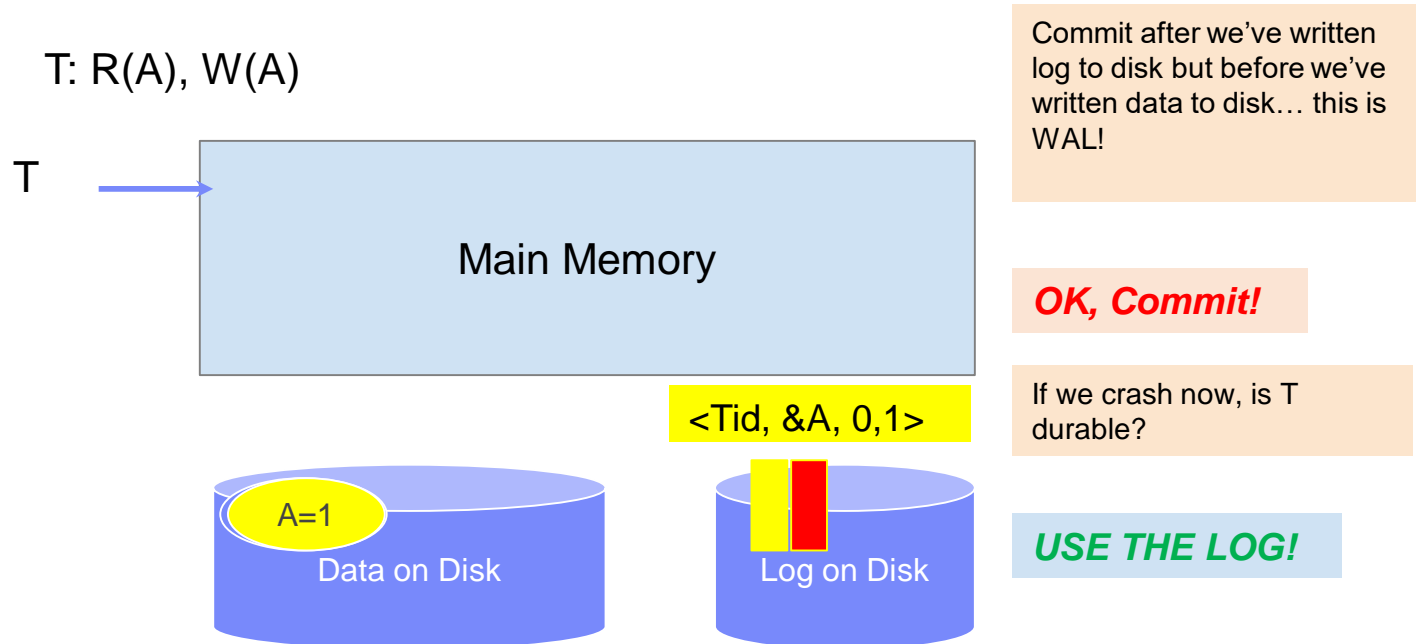 T: R(A), W(A)
T
Main Memory
<Tid, &A, 0,1>
A=1
Data on Disk
Log on Disk
Commit after we’ve written
log to disk but before we’ve
written data to disk… this is
WAL!
OK, Commit!
If we crash now, is T
durable?
USE THE LOG!